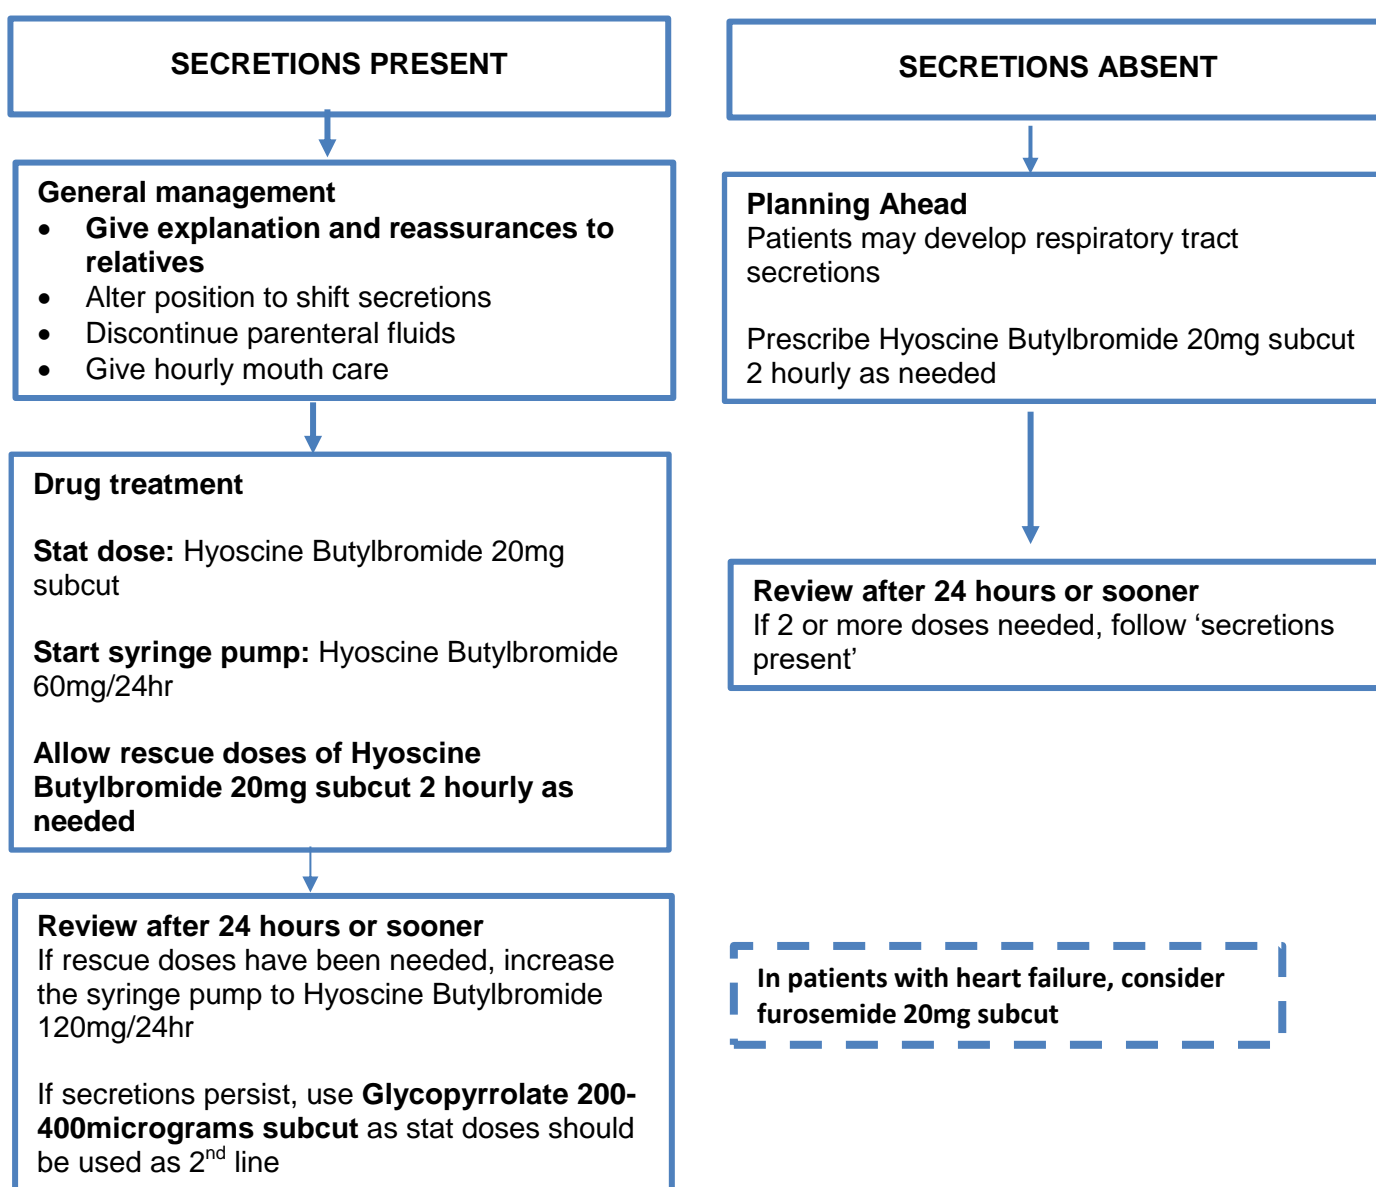 SECRETIONS PRESENT
General management
• Give explanation and reassurances to
relatives
• Alter position to shift secretions
• Discontinue parenteral fluids
• Give hourly mouth care
Drug treatment
Stat dose: Hyoscine Butylbromide 20mg
subcut
Start syringe pump: Hyoscine Butylbromide
60mg/24hr
Allow rescue doses of Hyoscine
Butylbromide 20mg subcut 2 hourly as
needed
Review after 24 hours or sooner
If rescue doses have been needed, increase
the syringe pump to Hyoscine Butylbromide
120mg/24hr
If secretions persist, use Glycopyrrolate 200-
400micrograms subcut as stat doses should
be used as 2nd line
SECRETIONS ABSENT
Planning Ahead
Patients may develop respiratory tract
secretions
Prescribe Hyoscine Butylbromide 20mg subcut
2 hourly as needed
Review after 24 hours or sooner
If 2 or more doses needed, follow ‘secretions
present’
In patients with heart failure, consider
furosemide 20mg subcut